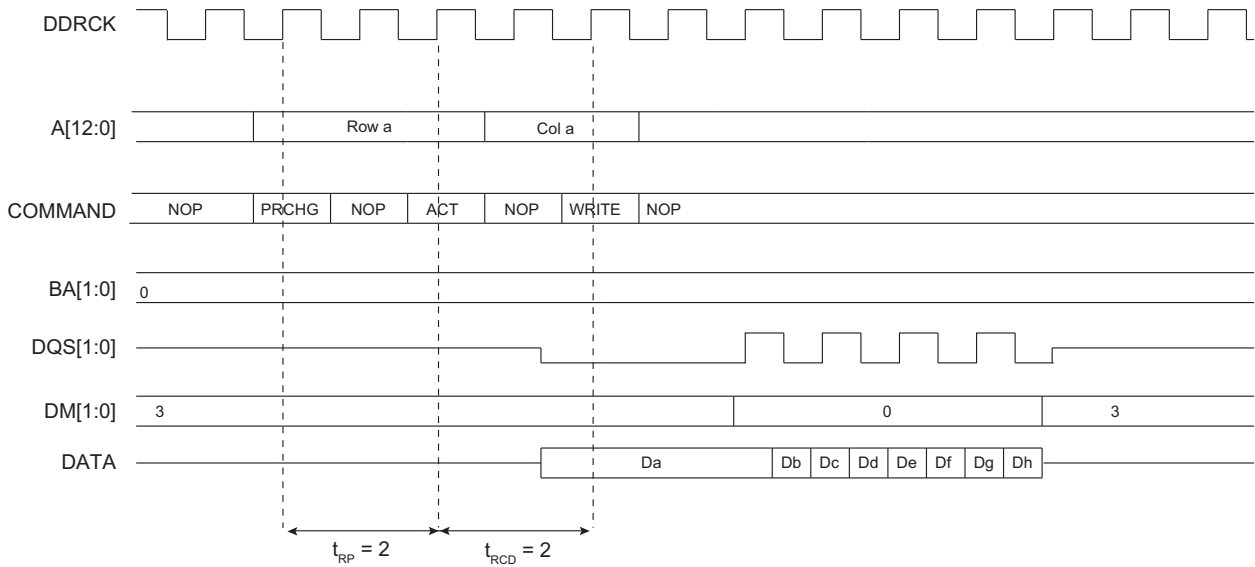 DDRCK
A[12:0] Row a Col a
COMMAND NOP PRCHG NOP ACT NOP WRITE NOP
BA[1:0] 0
DQS[1:0]
DM[1:0] 3 0 3
DATA Da Db Dc Dd De Df Dg Dh
tRP = 2 tRCD = 2